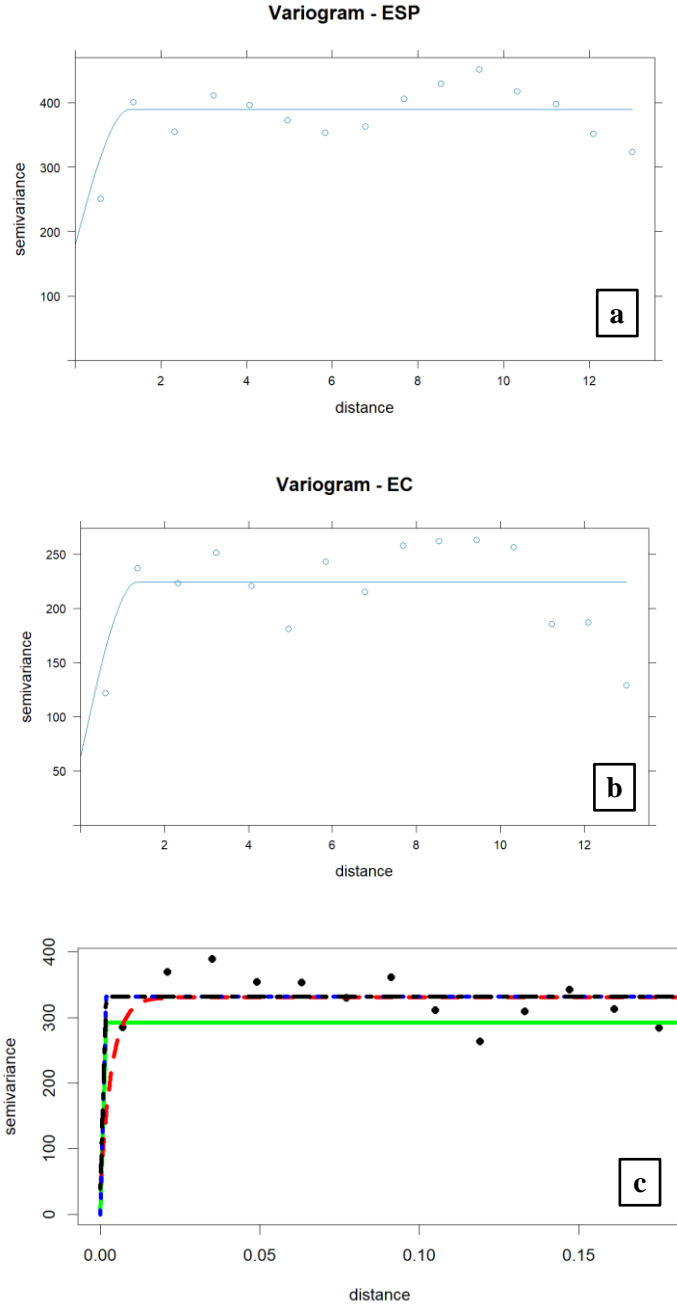 Variogram - ESP
400
300
200
100
semivariance
2 4 6 8 10 12
distance
a
Variogram - EC
250
200
150
100
50
semivariance
2 4 6 8 10 12
distance
b
400
300
200
100
0
semivariance
0.00 0.05 0.10 0.15
distance
c